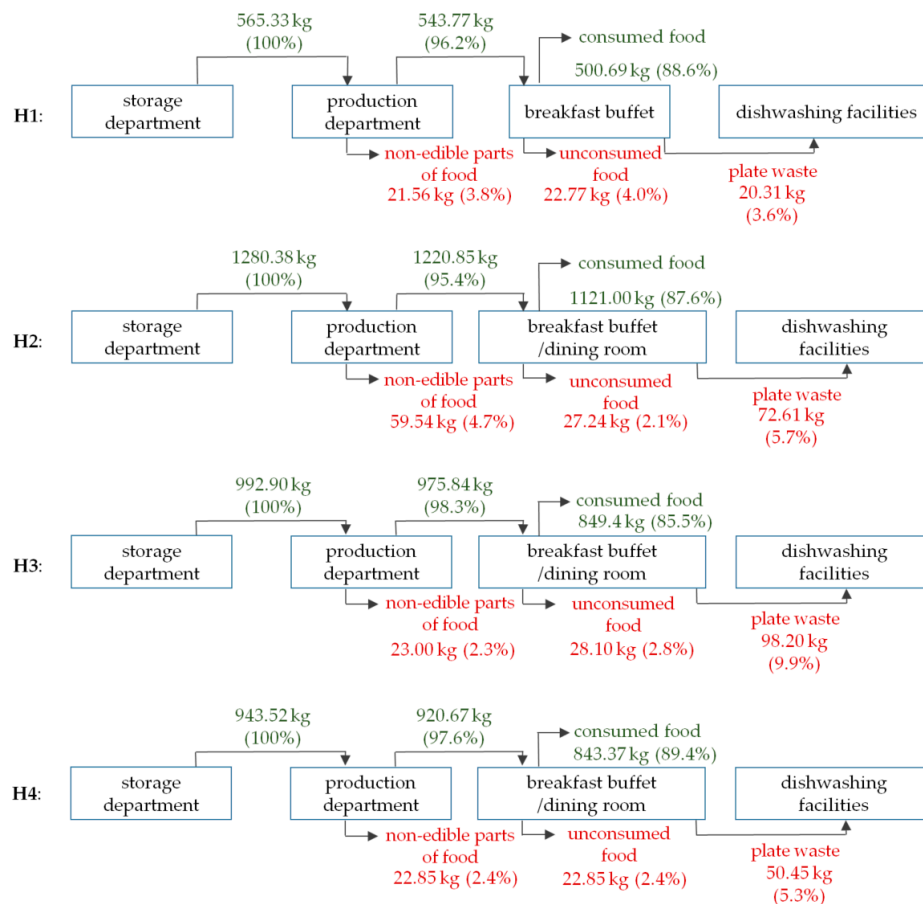 565.33 kg
(100%)
543.77 kg
(96.2%)
consumed food
500.69 kg (88.6%)
H1:
storage
department
production
department
breakfast buffet
dishwashing facilities
non-edible parts
of food
21.56 kg (3.8%)
unconsumed
food
22.77 kg (4.0%)
plate waste
20.31 kg
(3.6%)
1280.38 kg
(100%)
1220.85 kg
(95.4%)
consumed food
1121.00 kg (87.6%)
H2:
storage
department
production
department
breakfast buffet
/dining room
dishwashing
facilities
non-edible parts
of food
59.54 kg (4.7%)
unconsumed
food
27.24 kg (2.1%)
plate waste
72.61 kg
(5.7%)
992.90 kg
(100%)
975.84 kg
(98.3%)
consumed food
849.4 kg (85.5%)
H3:
storage
department
production
department
breakfast buffet
/dining room
dishwashing
facilities
non-edible parts
of food
23.00 kg (2.3%)
unconsumed
food
28.10 kg (2.8%)
plate waste
98.20 kg
(9.9%)
943.52 kg
(100%)
920.67 kg
(97.6%)
consumed food
843.37 kg (89.4%)
H4:
storage
department
production
department
breakfast buffet
/dining room
dishwashing
facilities
non-edible parts
of food
22.85 kg (2.4%)
unconsumed
food
22.85 kg (2.4%)
plate waste
50.45 kg
(5.3%)